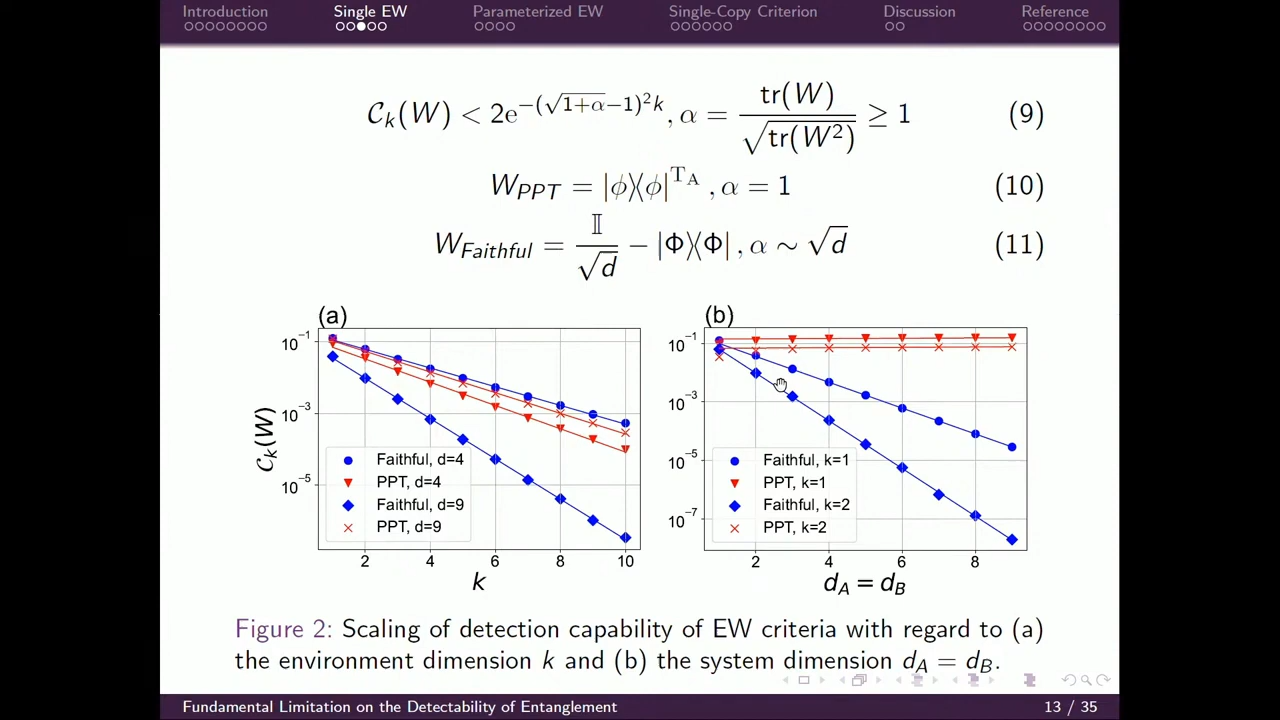 Introduction Single EW Parameterized EW Single-Copy Criterion Discussion Reference
𝒞ₖ(W) < 2e^{−(√(1+α)−1)²k}, α = tr(W)/√(tr(W²)) ≥ 1 (9)
W_PPT = |ϕ⟩⟨ϕ|^{T_A}, α = 1 (10)
W_Faithful = 𝕀/√d − |Φ⟩⟨Φ|, α ∼ √d (11)
(a)
10⁻¹
10⁻³
10⁻⁵
𝒞ₖ(W)
Faithful, d=4
PPT, d=4
Faithful, d=9
PPT, d=9
2 4 6 8 10
k
(b)
10⁻¹
10⁻³
10⁻⁵
10⁻⁷
Faithful, k=1
PPT, k=1
Faithful, k=2
PPT, k=2
2 4 6 8
d_A = d_B
Figure 2: Scaling of detection capability of EW criteria with regard to (a)
the environment dimension k and (b) the system dimension d_A = d_B.
Fundamental Limitation on the Detectability of Entanglement 13 / 35